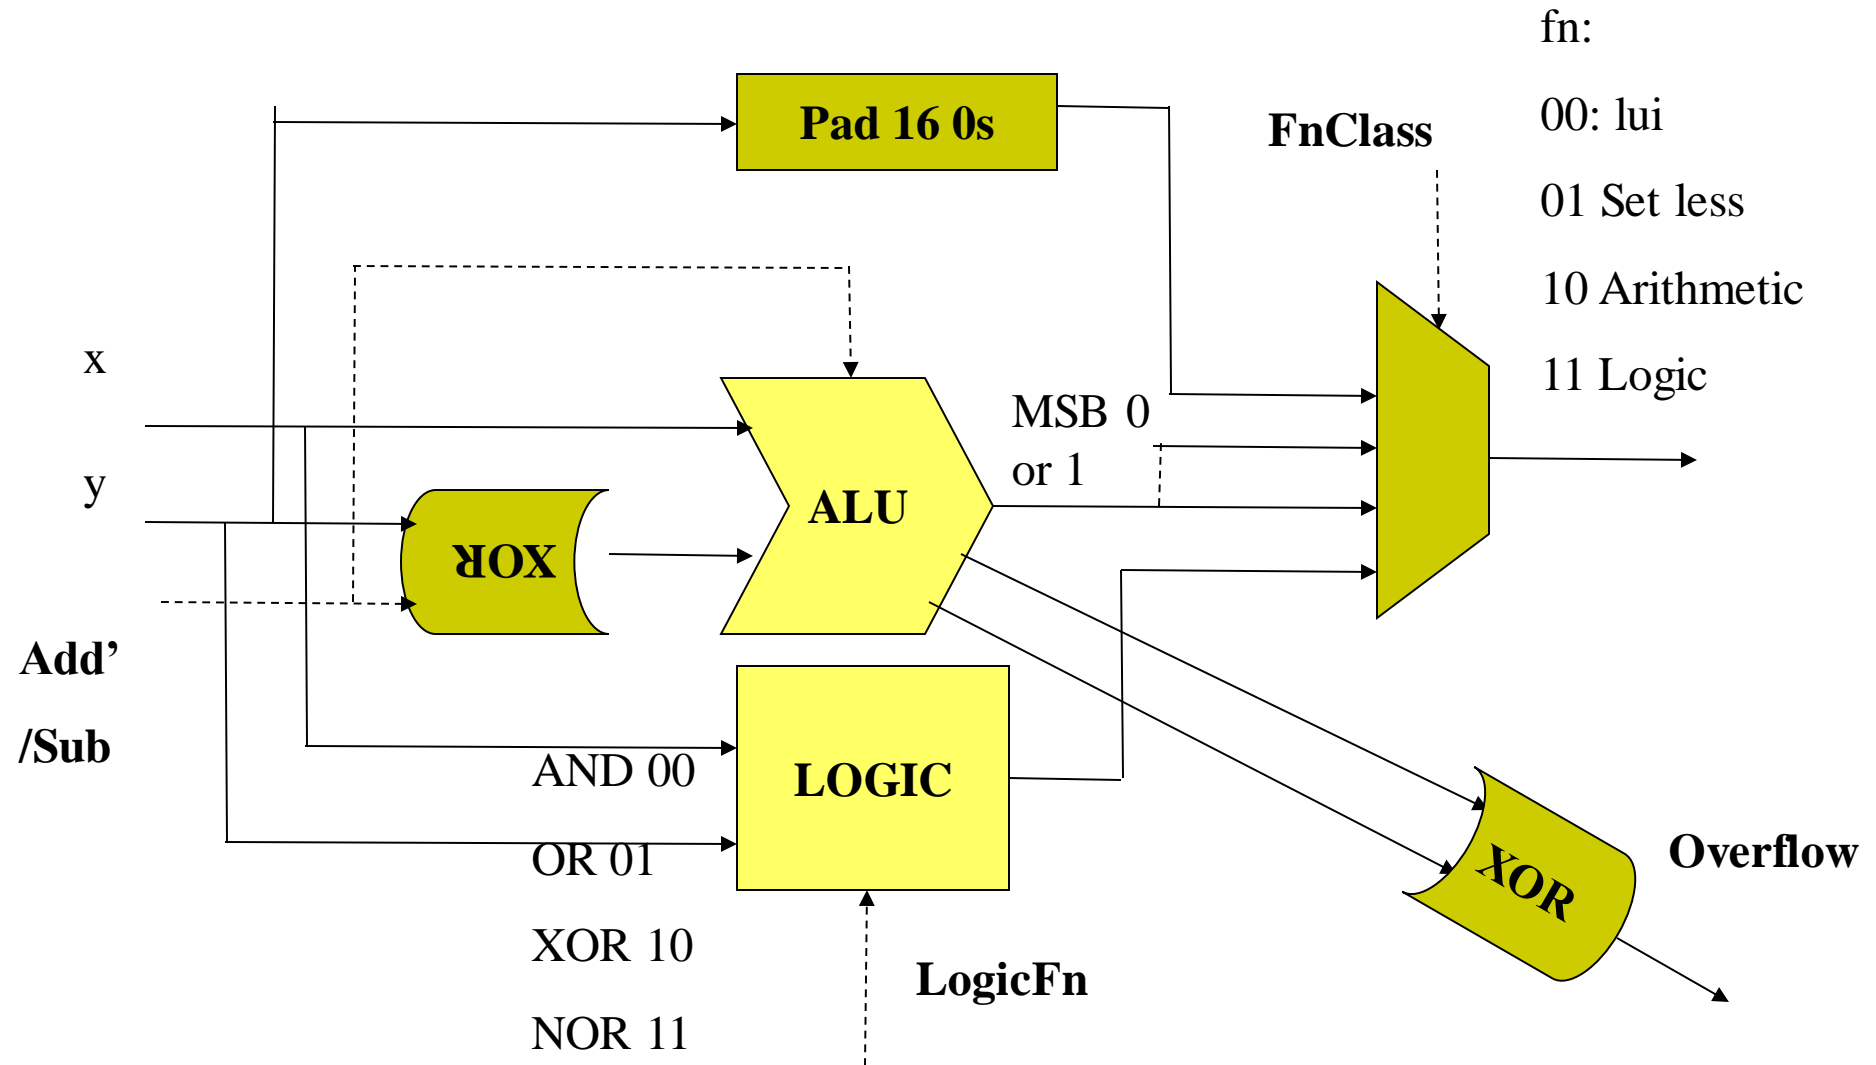 fn:
Pad 16 0s
FnClass
00: lui
01 Set less
10 Arithmetic
11 Logic
x
MSB 0
or 1
y
ALU
XOR
Add’
/Sub
LOGIC
AND 00
OR 01
XOR 10
NOR 11
LogicFn
XOR
Overflow